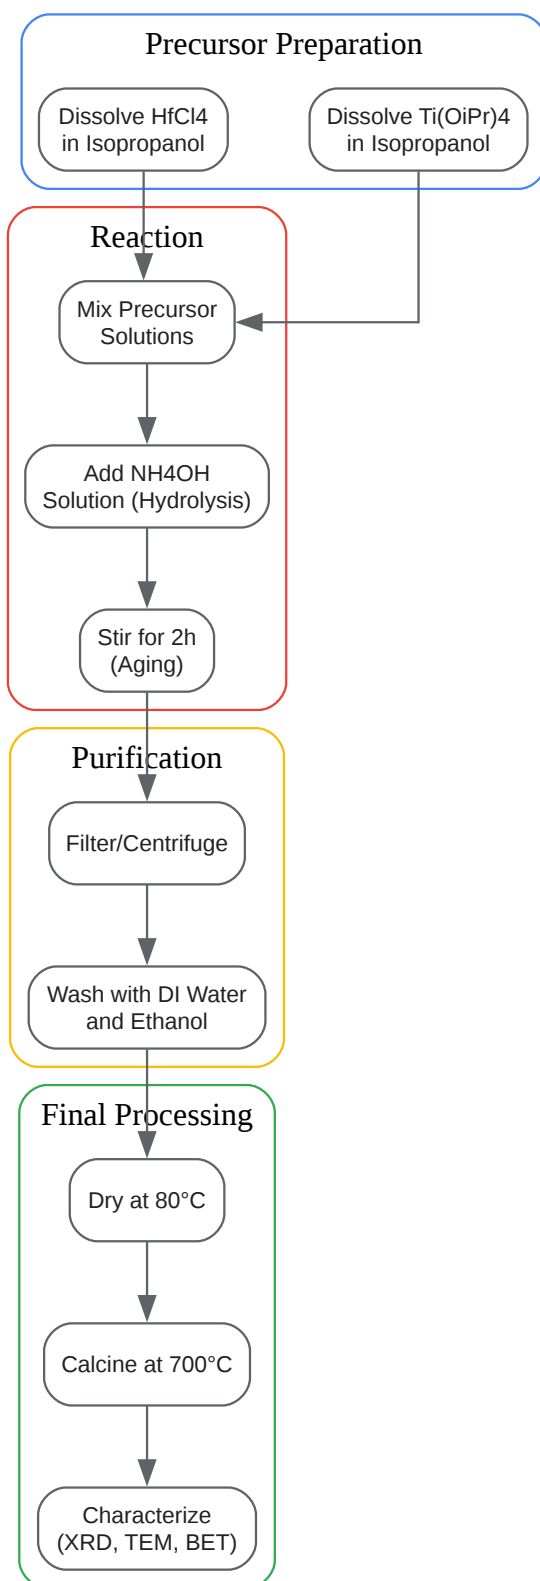 Precursor Preparation
Dissolve HfCl4
in Isopropanol
Dissolve Ti(OiPr)4
in Isopropanol
Reaction
Mix Precursor
Solutions
Add NH4OH
Solution (Hydrolysis)
Stir for 2h
(Aging)
Purification
Filter/Centrifuge
Wash with DI Water
and Ethanol
Final Processing
Dry at 80°C
Calcine at 700°C
Characterize
(XRD, TEM, BET)